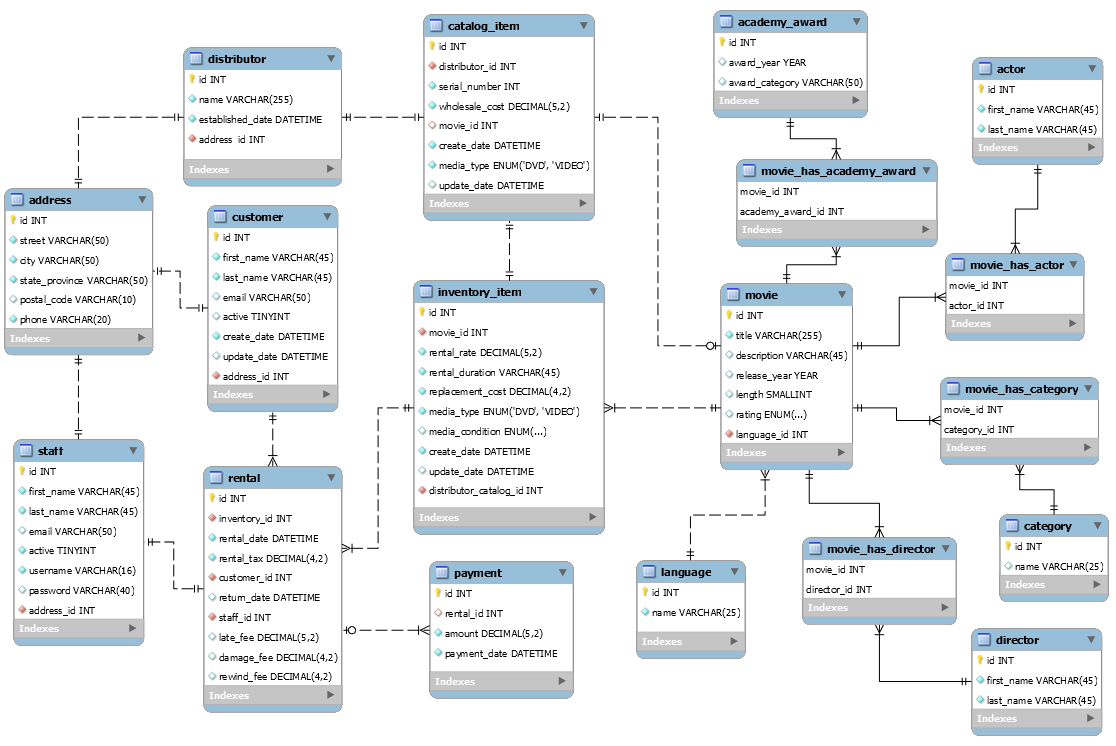 distributor
id INT
name VARCHAR(255)
established_date DATETIME
address_id INT
Indexes
catalog_item
id INT
distributor_id INT
serial_number INT
wholesale_cost DECIMAL(5,2)
movie_id INT
create_date DATETIME
media_type ENUM('DVD', 'VIDEO')
update_date DATETIME
Indexes
academy_award
id INT
award_year YEAR
award_category VARCHAR(50)
Indexes
actor
id INT
first_name VARCHAR(45)
last_name VARCHAR(45)
Indexes
movie_has_academy_award
movie_id INT
academy_award_id INT
Indexes
address
id INT
street VARCHAR(50)
city VARCHAR(50)
state_province VARCHAR(50)
postal_code VARCHAR(10)
phone VARCHAR(20)
Indexes
customer
id INT
first_name VARCHAR(45)
last_name VARCHAR(45)
email VARCHAR(50)
active TINYINT
create_date DATETIME
update_date DATETIME
address_id INT
Indexes
inventory_item
id INT
movie_id INT
rental_rate DECIMAL(5,2)
rental_duration VARCHAR(45)
replacement_cost DECIMAL(4,2)
media_type ENUM('DVD', 'VIDEO')
media_condition ENUM(...)
create_date DATETIME
update_date DATETIME
distributor_catalog_id INT
Indexes
movie
id INT
title VARCHAR(255)
description VARCHAR(45)
release_year YEAR
length SMALLINT
rating ENUM(...)
language_id INT
Indexes
movie_has_actor
movie_id INT
actor_id INT
Indexes
movie_has_category
movie_id INT
category_id INT
Indexes
staff
id INT
first_name VARCHAR(45)
last_name VARCHAR(45)
email VARCHAR(50)
active TINYINT
username VARCHAR(16)
password VARCHAR(40)
address_id INT
Indexes
rental
id INT
inventory_id INT
rental_date DATETIME
rental_tax DECIMAL(4,2)
customer_id INT
return_date DATETIME
staff_id INT
late_fee DECIMAL(5,2)
damage_fee DECIMAL(4,2)
rewind_fee DECIMAL(4,2)
Indexes
payment
id INT
rental_id INT
amount DECIMAL(5,2)
payment_date DATETIME
Indexes
language
id INT
name VARCHAR(25)
Indexes
movie_has_director
movie_id INT
director_id INT
Indexes
category
id INT
name VARCHAR(25)
Indexes
director
id INT
first_name VARCHAR(45)
last_name VARCHAR(45)
Indexes